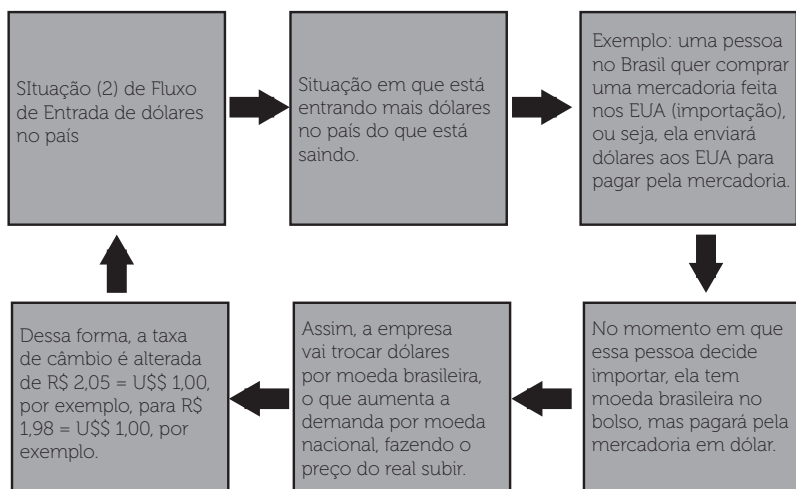 SItuação (2) de Fluxo
de Entrada de dólares
no país
Situação em que está
entrando mais dólares
no país do que está
saindo.
Exemplo: uma pessoa
no Brasil quer comprar
uma mercadoria feita
nos EUA (importação),
ou seja, ela enviará
dólares aos EUA para
pagar pela mercadoria.
No momento em que
essa pessoa decide
importar, ela tem
moeda brasileira no
bolso, mas pagará pela
mercadoria em dólar.
Assim, a empresa
vai trocar dólares
por moeda brasileira,
o que aumenta a
demanda por moeda
nacional, fazendo o
preço do real subir.
Dessa forma, a taxa
de câmbio é alterada
de R$ 2,05 = U$$ 1,00,
por exemplo, para R$
1,98 = U$$ 1,00, por
exemplo.